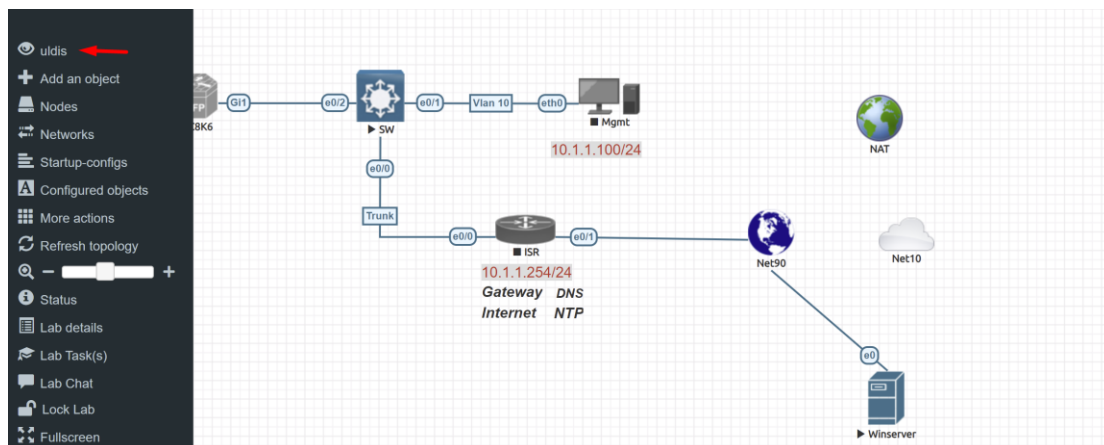 uldis
Add an object
Nodes
Networks
Startup-configs
Configured objects
More actions
Refresh topology
Status
Lab details
Lab Task(s)
Lab Chat
Lock Lab
Fullscreen
Gi1
e0/2
e0/1
Vlan 10
eth0
SW
Mgmt
10.1.1.100/24
NAT
e0/0
Trunk
e0/0
e0/1
ISR
10.1.1.254/24
Gateway DNS
Internet NTP
Net90
Net10
e0
Winserver